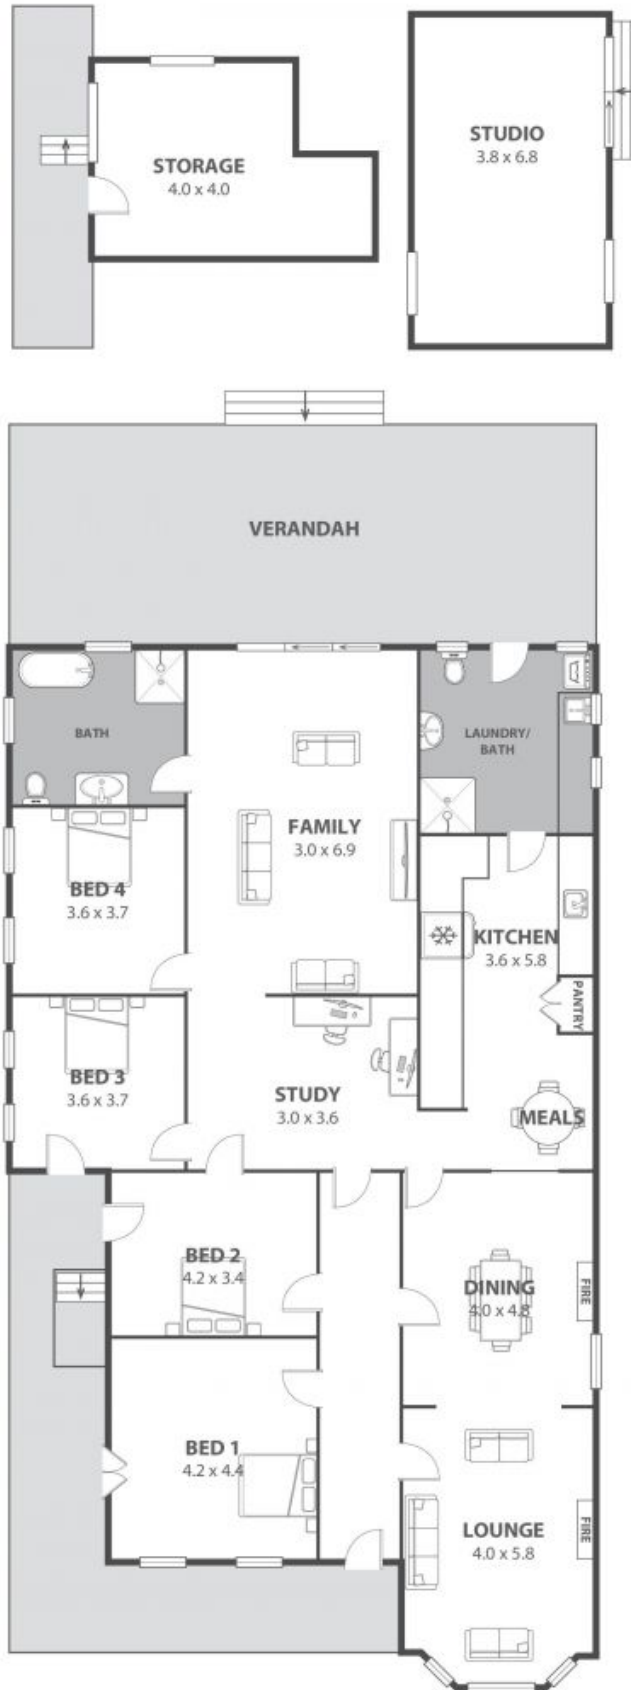 STORAGE
4.0 x 4.0
STUDIO
3.8 x 6.8
VERANDAH
BATH
LAUNDRY/
BATH
FAMILY
3.0 x 6.9
BED 4
3.6 x 3.7
KITCHEN
3.6 x 5.8
PANTRY
BED 3
3.6 x 3.7
STUDY
3.0 x 3.6
MEALS
BED 2
4.2 x 3.4
DINING
4.0 x 4.8
FIRE
BED 1
4.2 x 4.4
LOUNGE
4.0 x 5.8
FIRE